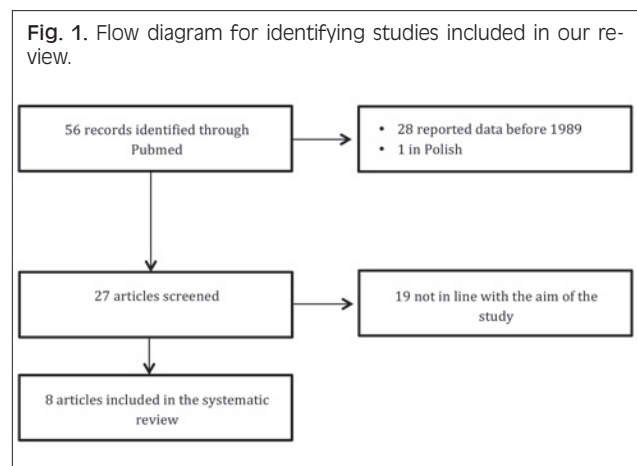 Fig. 1. Flow diagram for identifying studies included in our re-
view.
56 records identified through
Pubmed
• 28 reported data before 1989
• 1 in Polish
27 articles screened
19 not in line with the aim of the
study
8 articles included in the systematic
review